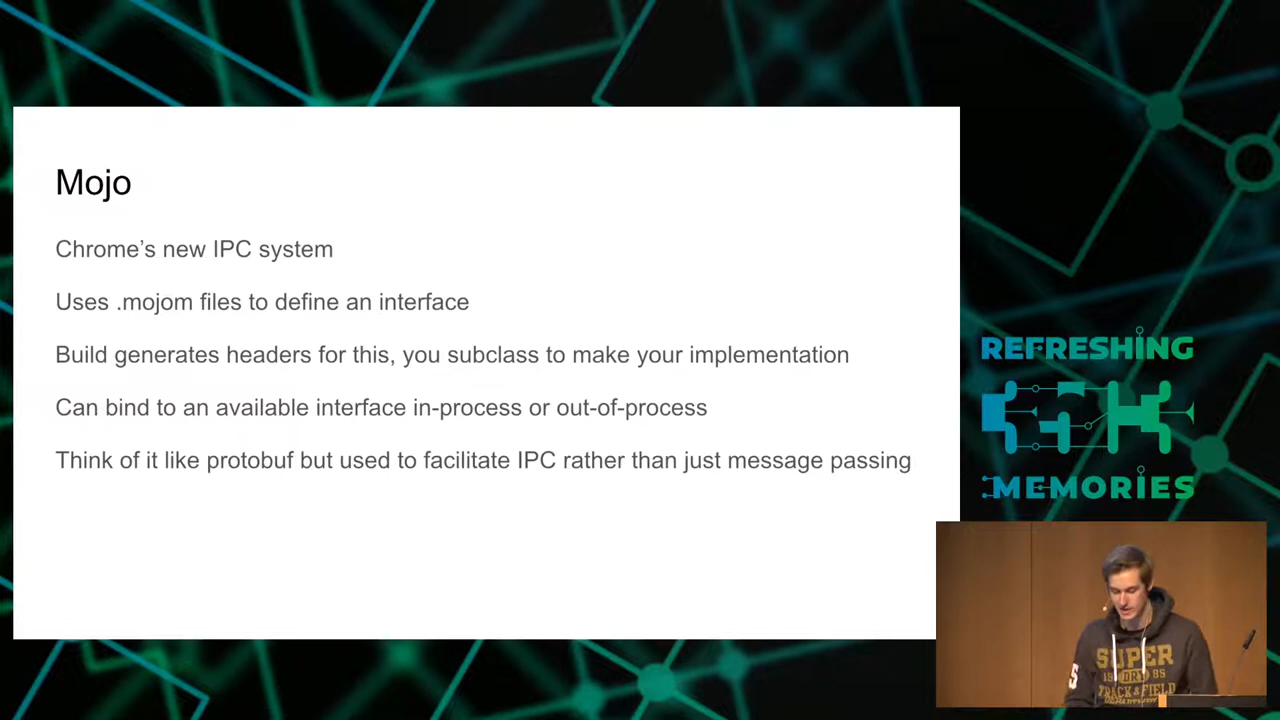 Mojo
Chrome’s new IPC system
Uses .mojom files to define an interface
Build generates headers for this, you subclass to make your implementation
Can bind to an available interface in-process or out-of-process
Think of it like protobuf but used to facilitate IPC rather than just message passing
REFRESHING
35K3
MEMORIES
SUPER
DRY
TRACK & FIELD